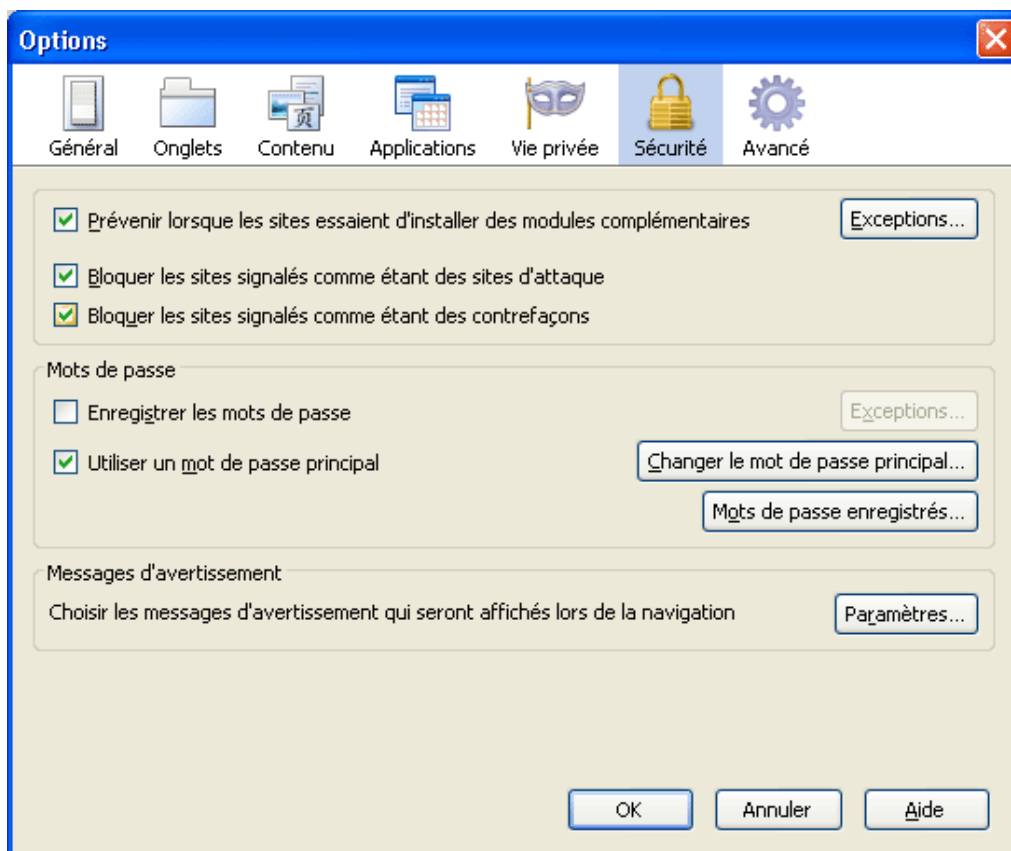 Options
Général Onglets Contenu Applications Vie privée Sécurité Avancé
Prévenir lorsque les sites essaient d'installer des modules complémentaires Exceptions...
Bloquer les sites signalés comme étant des sites d'attaque
Bloquer les sites signalés comme étant des contrefaçons
Mots de passe
Enregistrer les mots de passe Exceptions...
Utiliser un mot de passe principal Changer le mot de passe principal...
Mots de passe enregistrés...
Messages d'avertissement
Choisir les messages d'avertissement qui seront affichés lors de la navigation Paramètres...
OK Annuler Aide